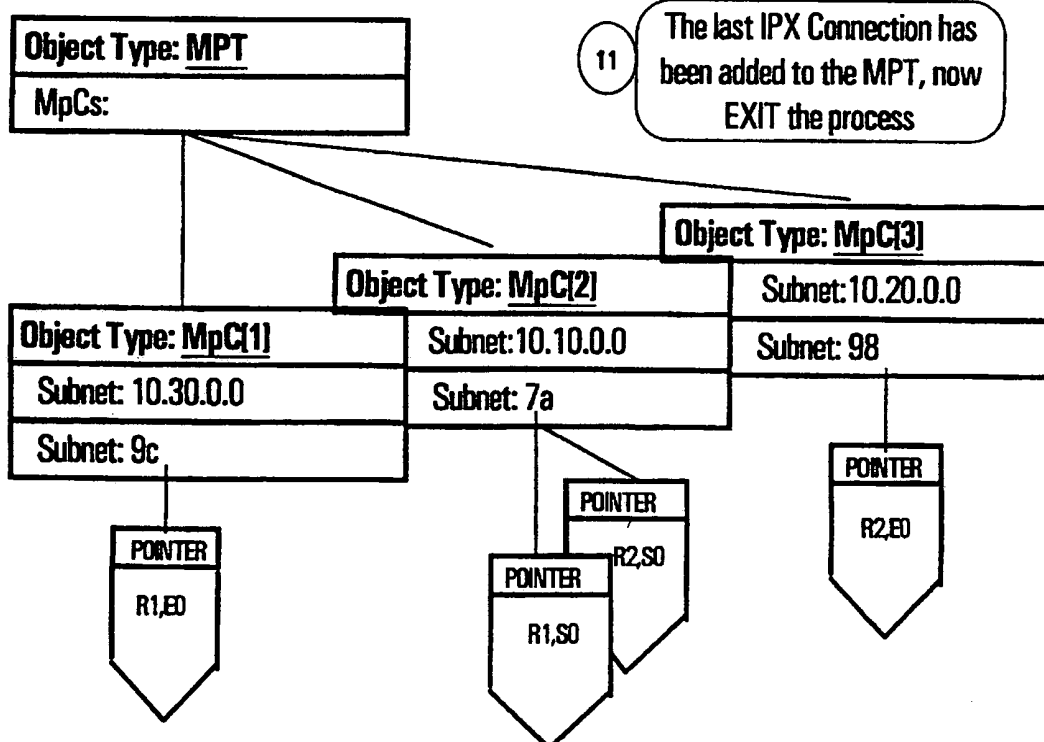 Object Type: MPT
MpCs:
11
The last IPX Connection has
been added to the MPT, now
EXIT the process
Object Type: MpC[3]
Subnet:10.20.0.0
Subnet: 98
Object Type: MpC[2]
Subnet:10.10.0.0
Subnet: 7a
Object Type: MpC[1]
Subnet: 10.30.0.0
Subnet: 9c
POINTER
R1,E0
POINTER
R1,S0
POINTER
R2,S0
POINTER
R2,E0